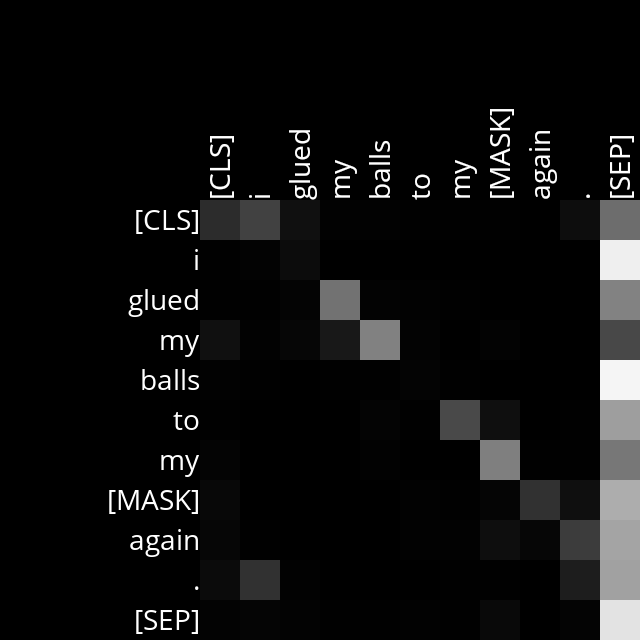 [CLS] i glued my balls to my [MASK] again . [SEP]
[CLS]
i
glued
my
balls
to
my
[MASK]
again
.
[SEP]